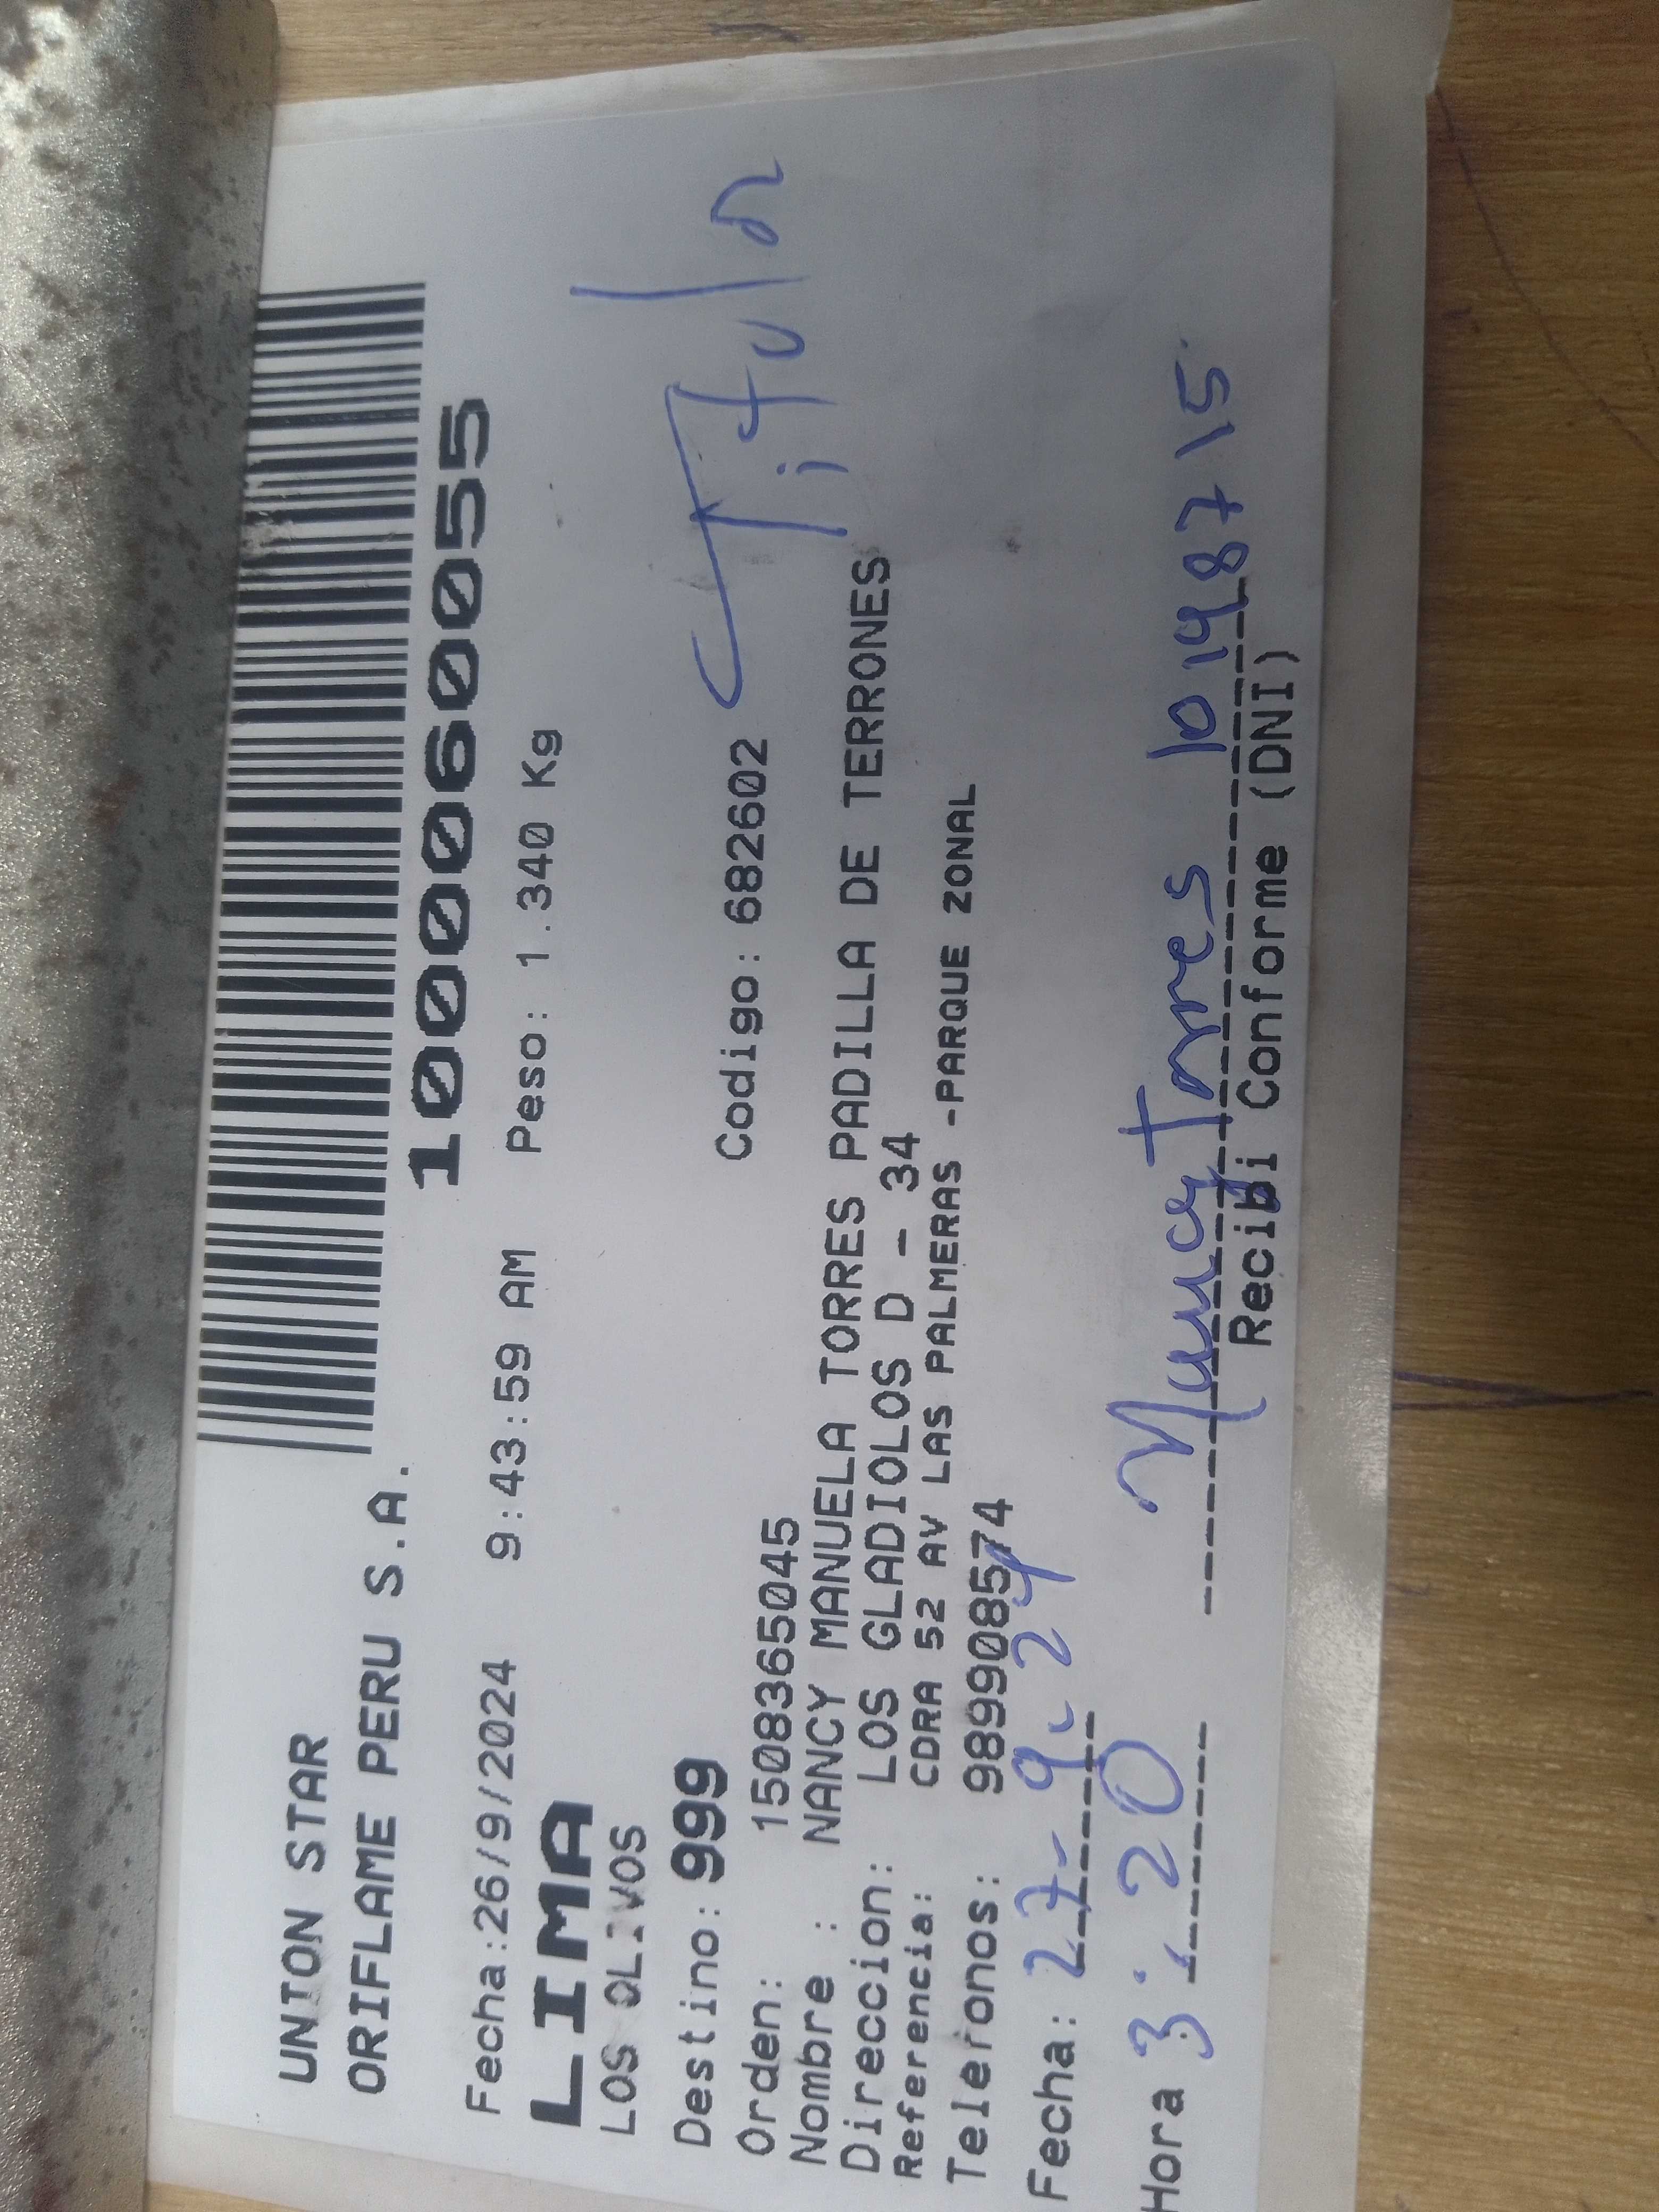 UNION STAR
ORIFLAME PERU S.A.
1000060055
Fecha:26/9/2024 9:43:59 AM Peso: 1.340 Kg
LIMA
LOS OLIVOS
Destino: 999
Codigo:682602
Titular
Orden: 1508365045
Nombre : NANCY MANUELA TORRES PADILLA DE TERRONES
Direccion: LOS GLADIOLOS D - 34
Referencia: CDRA 52 AV LAS PALMERAS -PARQUE ZONAL
Telefonos: 989908574
Fecha: 27-9-24
Hora 3:20
Nancy Torres 10198715
Recibi Conforme (DNI)